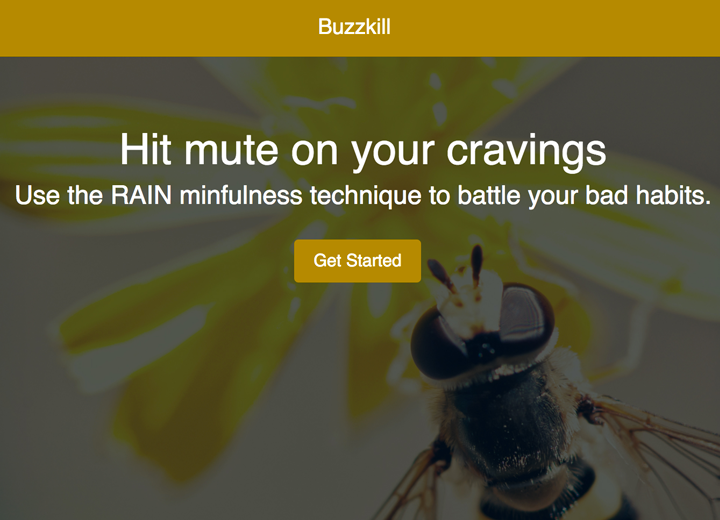 Buzzkill
Hit mute on your cravings
Use the RAIN minfulness technique to battle your bad habits.
Get Started